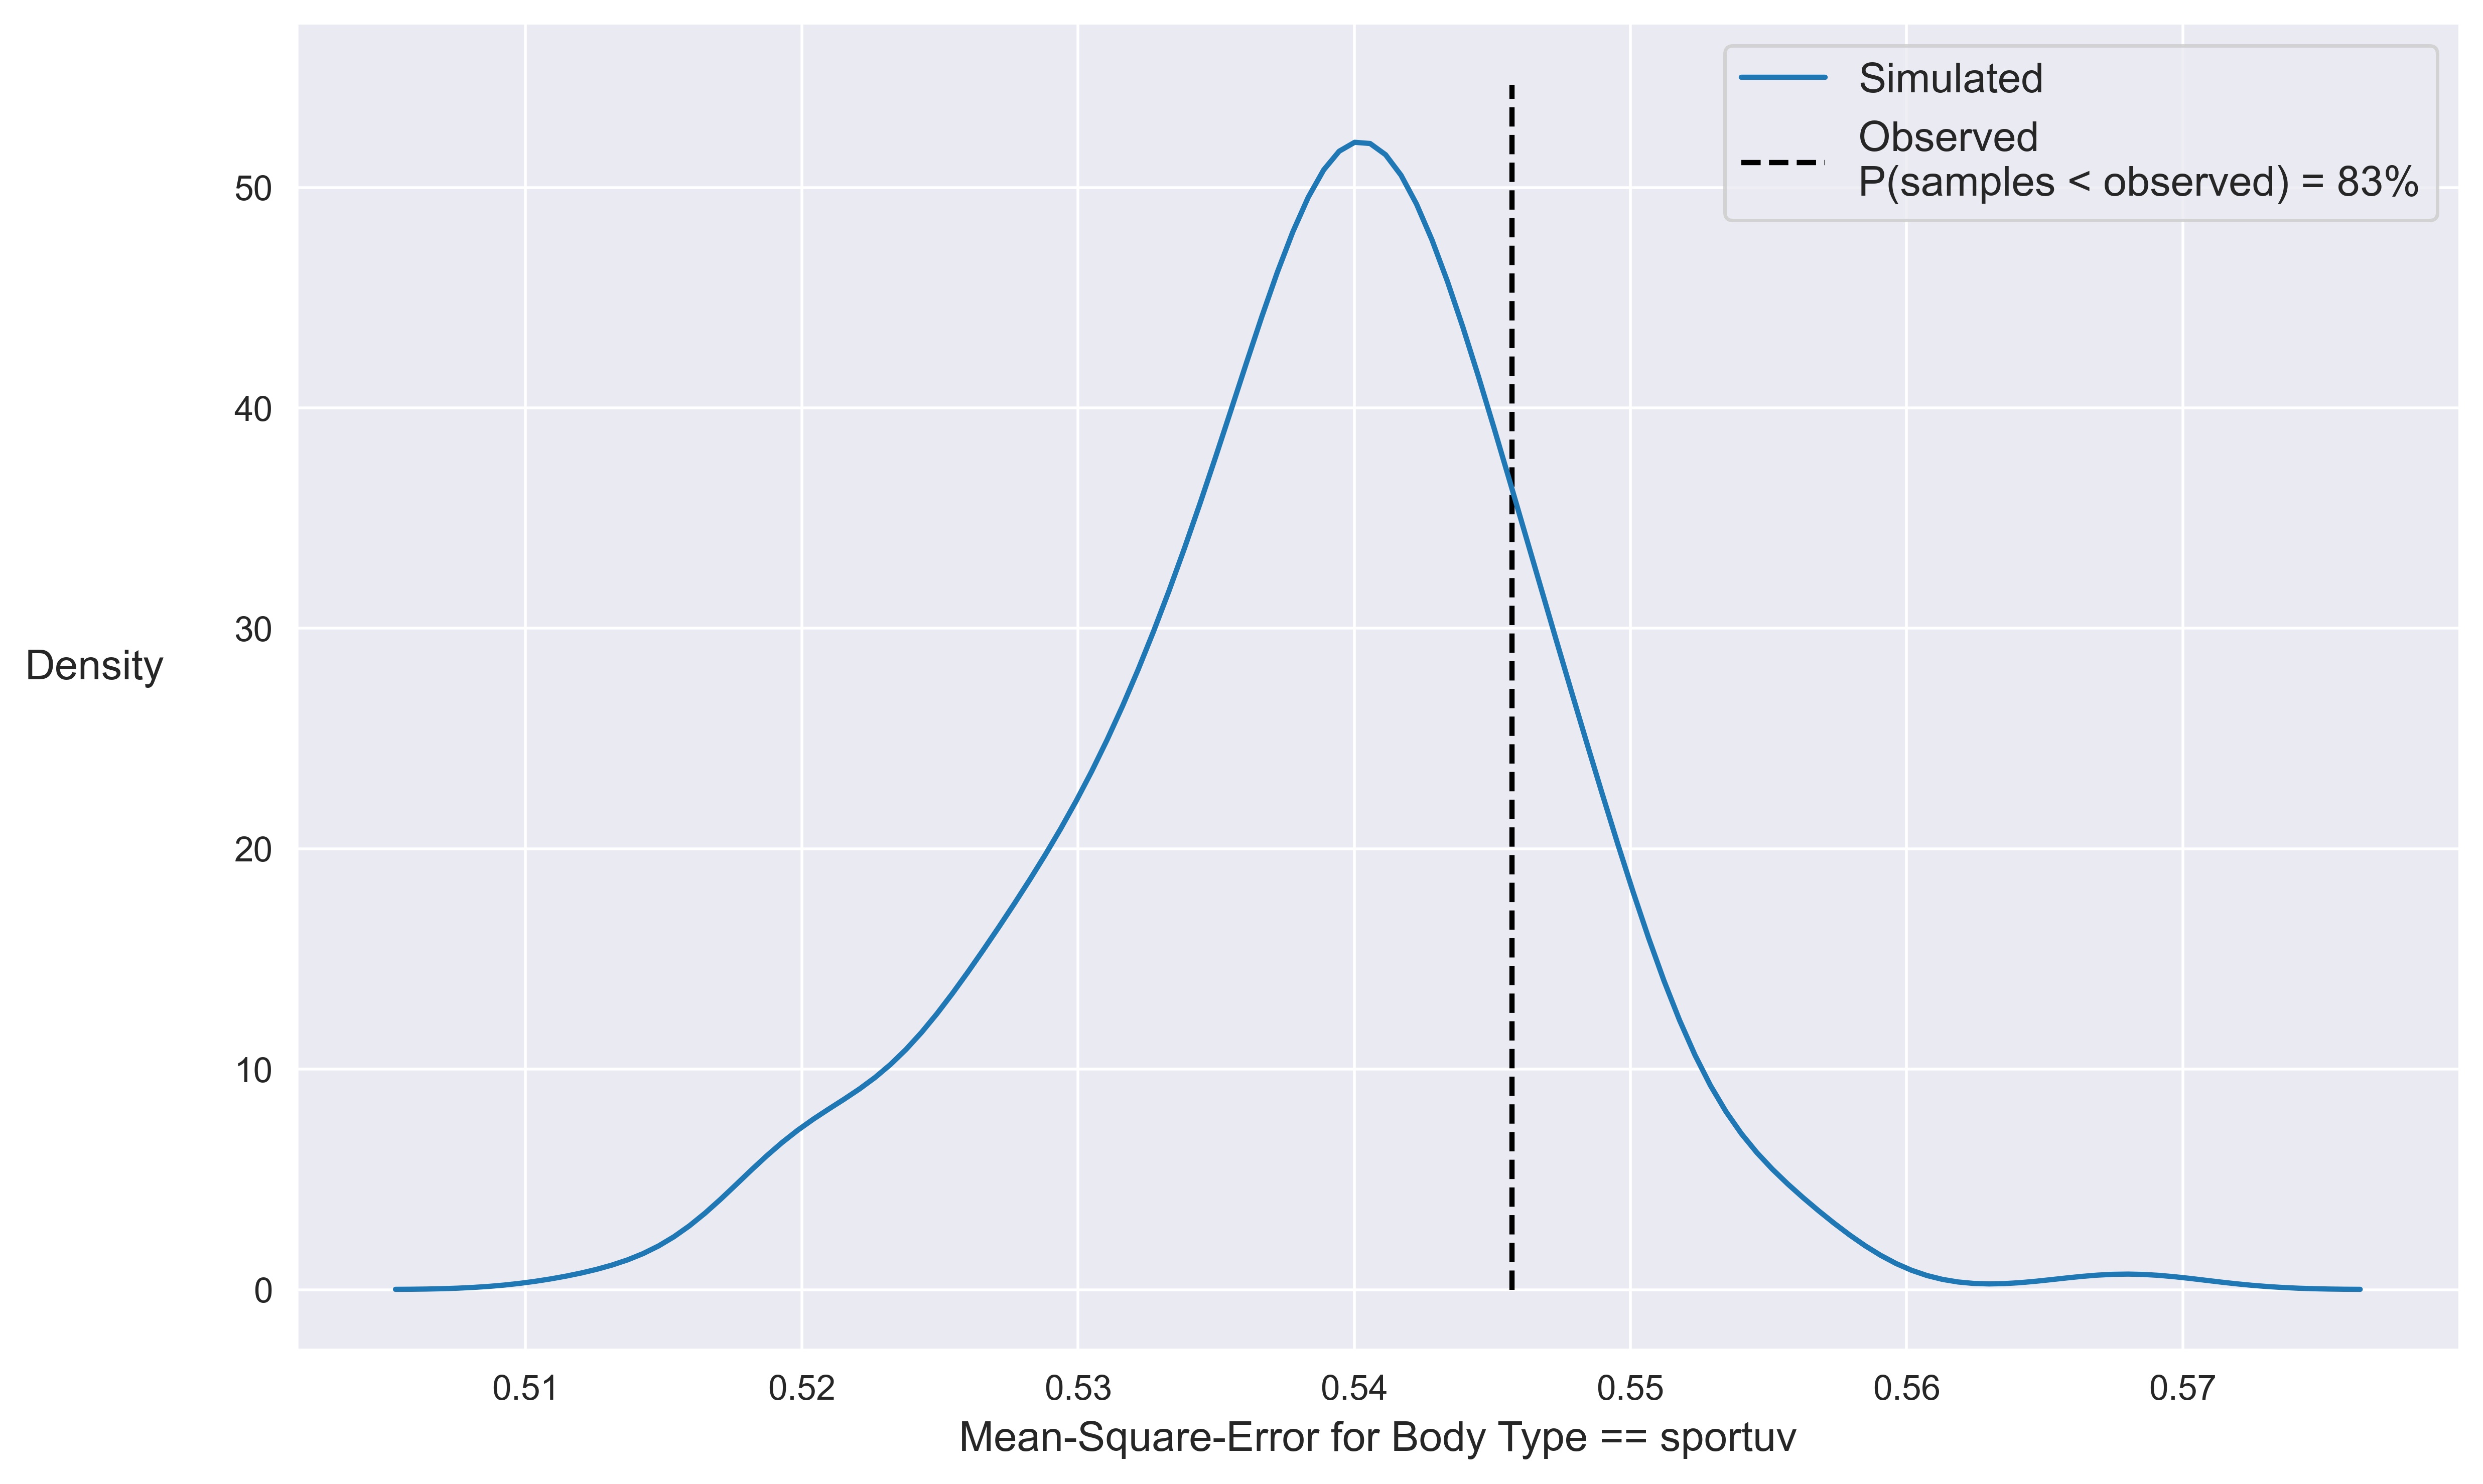 Simulated
Observed
P(samples < observed) = 83%
50
40
30
20
10
0
Density
0.51 0.52 0.53 0.54 0.55 0.56 0.57
Mean-Square-Error for Body Type == sportuv